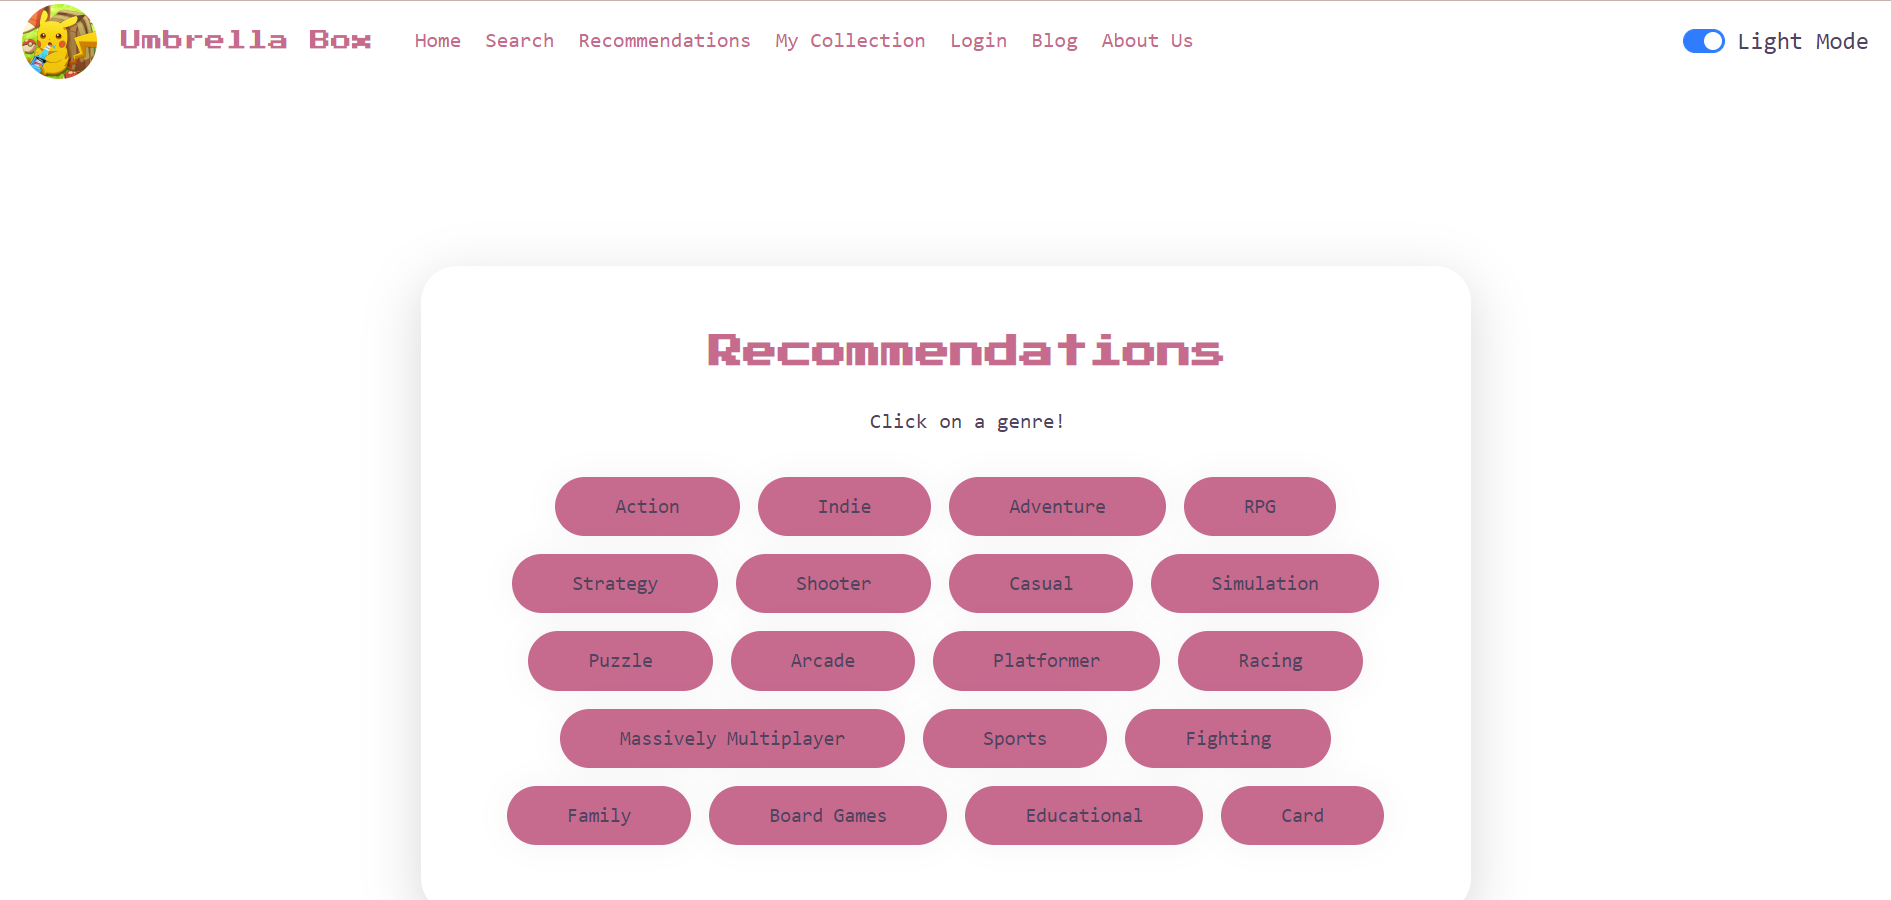 Umbrella Box Home Search Recommendations My Collection Login Blog About Us Light Mode
Recommendations
Click on a genre!
Action Indie Adventure RPG
Strategy Shooter Casual Simulation
Puzzle Arcade Platformer Racing
Massively Multiplayer Sports Fighting
Family Board Games Educational Card